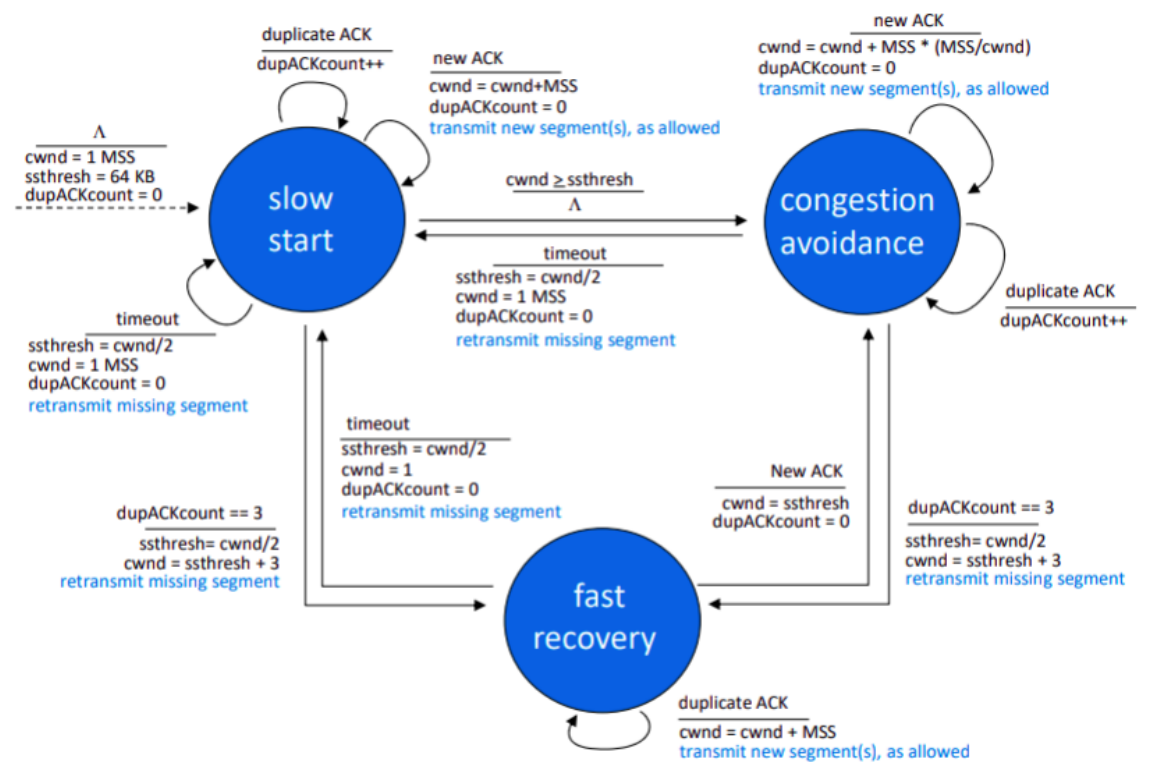 duplicate ACK
dupACKcount++
new ACK
cwnd = cwnd+MSS
dupACKcount = 0
transmit new segment(s), as allowed
new ACK
cwnd = cwnd + MSS * (MSS/cwnd)
dupACKcount = 0
transmit new segment(s), as allowed
Λ
cwnd = 1 MSS
ssthresh = 64 KB
dupACKcount = 0
slow
start
cwnd ≥ ssthresh
Λ
congestion
avoidance
timeout
ssthresh = cwnd/2
cwnd = 1 MSS
dupACKcount = 0
retransmit missing segment
duplicate ACK
dupACKcount++
timeout
ssthresh = cwnd/2
cwnd = 1 MSS
dupACKcount = 0
retransmit missing segment
timeout
ssthresh = cwnd/2
cwnd = 1
dupACKcount = 0
retransmit missing segment
New ACK
cwnd = ssthresh
dupACKcount = 0
dupACKcount == 3
ssthresh= cwnd/2
cwnd = ssthresh + 3
retransmit missing segment
dupACKcount == 3
ssthresh= cwnd/2
cwnd = ssthresh + 3
retransmit missing segment
fast
recovery
duplicate ACK
cwnd = cwnd + MSS
transmit new segment(s), as allowed